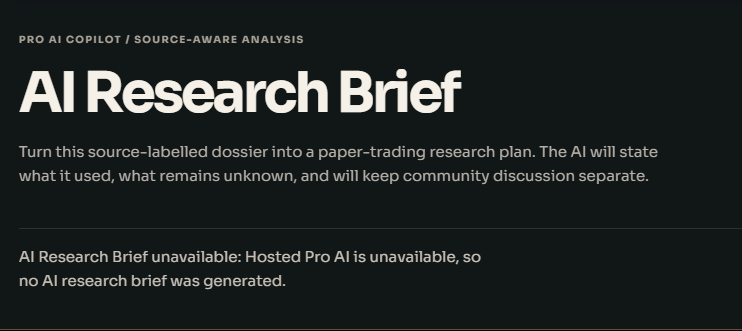 PRO AI COPILOT / SOURCE-AWARE ANALYSIS
AI Research Brief
Turn this source-labelled dossier into a paper-trading research plan. The AI will state
what it used, what remains unknown, and will keep community discussion separate.
AI Research Brief unavailable: Hosted Pro AI is unavailable, so
no AI research brief was generated.